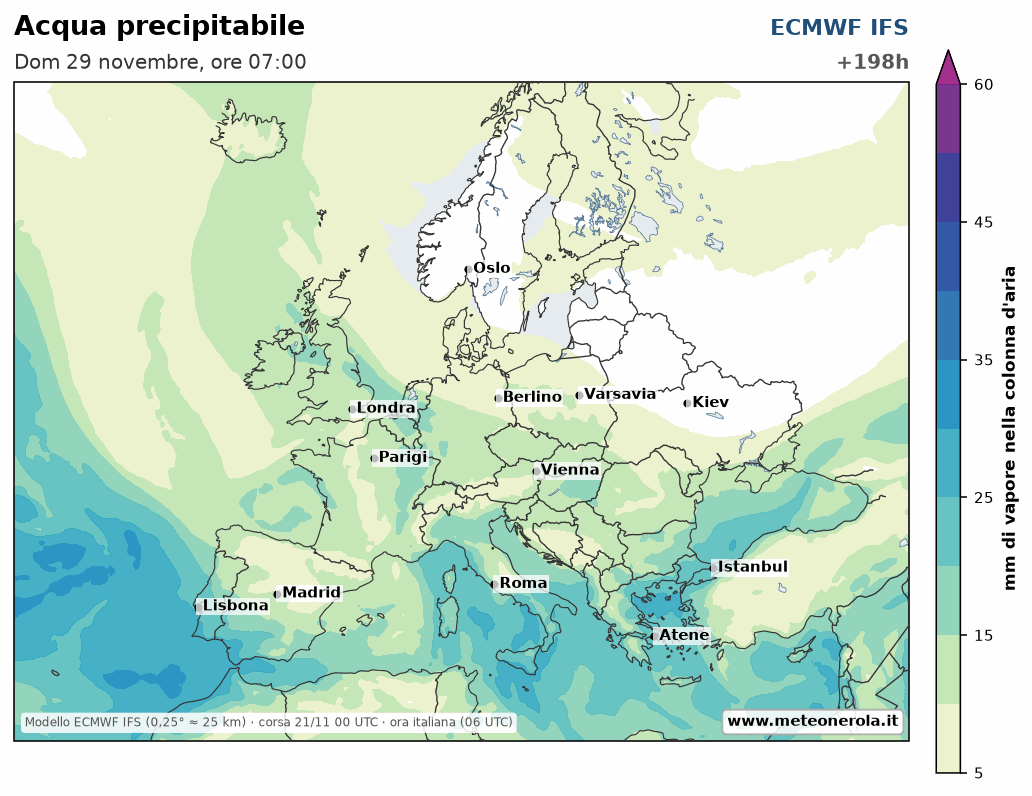 Acqua precipitabile
ECMWF IFS
Dom 29 novembre, ore 07:00
+198h
60
45
35
25
15
5
mm di vapore nella colonna d'aria
Oslo
Berlino
Varsavia
Kiev
Londra
Parigi
Vienna
Istanbul
Roma
Madrid
Lisbona
Atene
Modello ECMWF IFS (0,25° ≈ 25 km) · corsa 21/11 00 UTC · ora italiana (06 UTC)
www.meteonerola.it